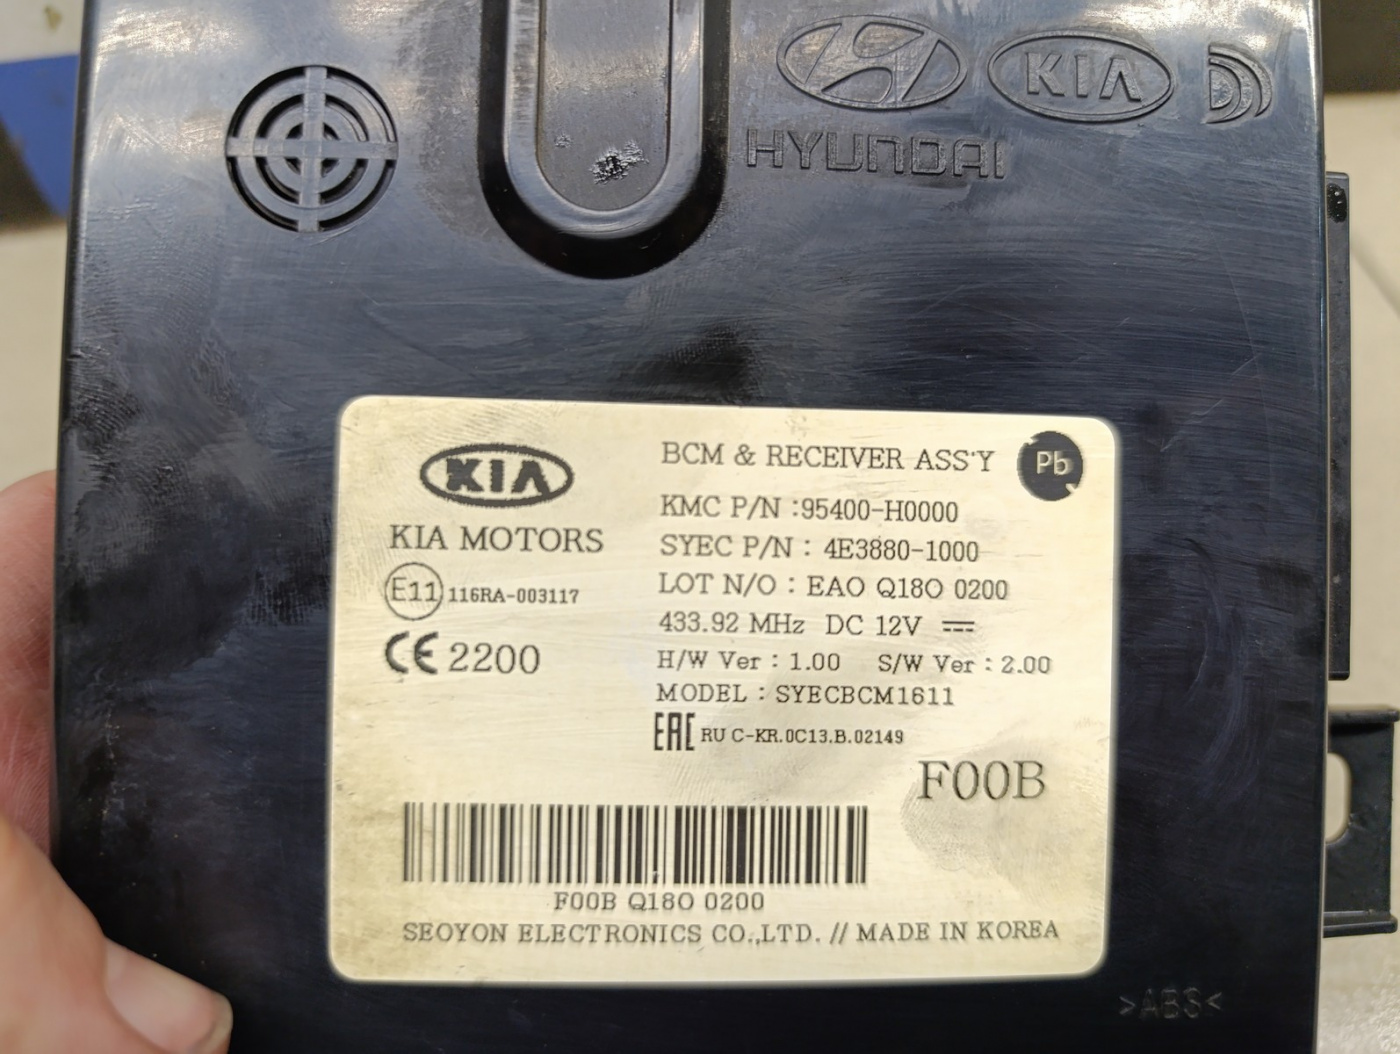 HYUNDAI
KIA
KIA
KIA MOTORS
E11 116RA-003117
CE 2200
BCM & RECEIVER ASS'Y
Pb
KMC P/N :95400-H0000
SYEC P/N : 4E3880-1000
LOT N/O : EAO Q18O 0200
433.92 MHz DC 12V
H/W Ver : 1.00 S/W Ver : 2.00
MODEL : SYECBCM1611
EAC RU C-KR.0C13.B.02149
F00B
F00B Q18O 0200
SEOYON ELECTRONICS CO.,LTD. // MADE IN KOREA
>ABS<